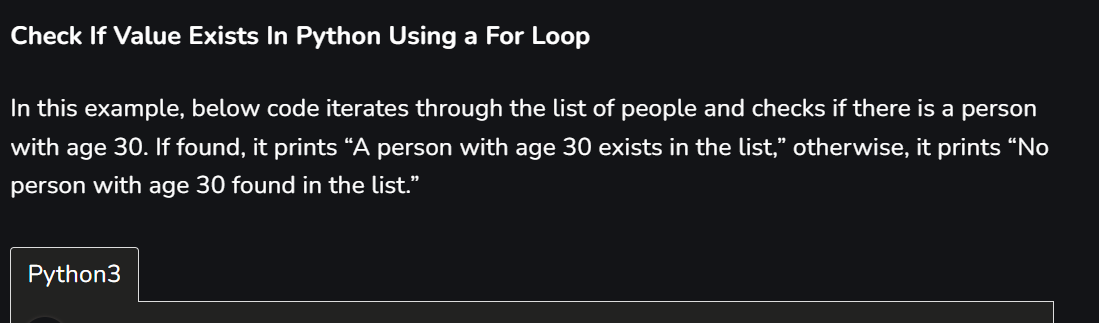 Check If Value Exists In Python Using a For Loop
In this example, below code iterates through the list of people and checks if there is a person
with age 30. If found, it prints “A person with age 30 exists in the list,” otherwise, it prints “No
person with age 30 found in the list.”
Python3